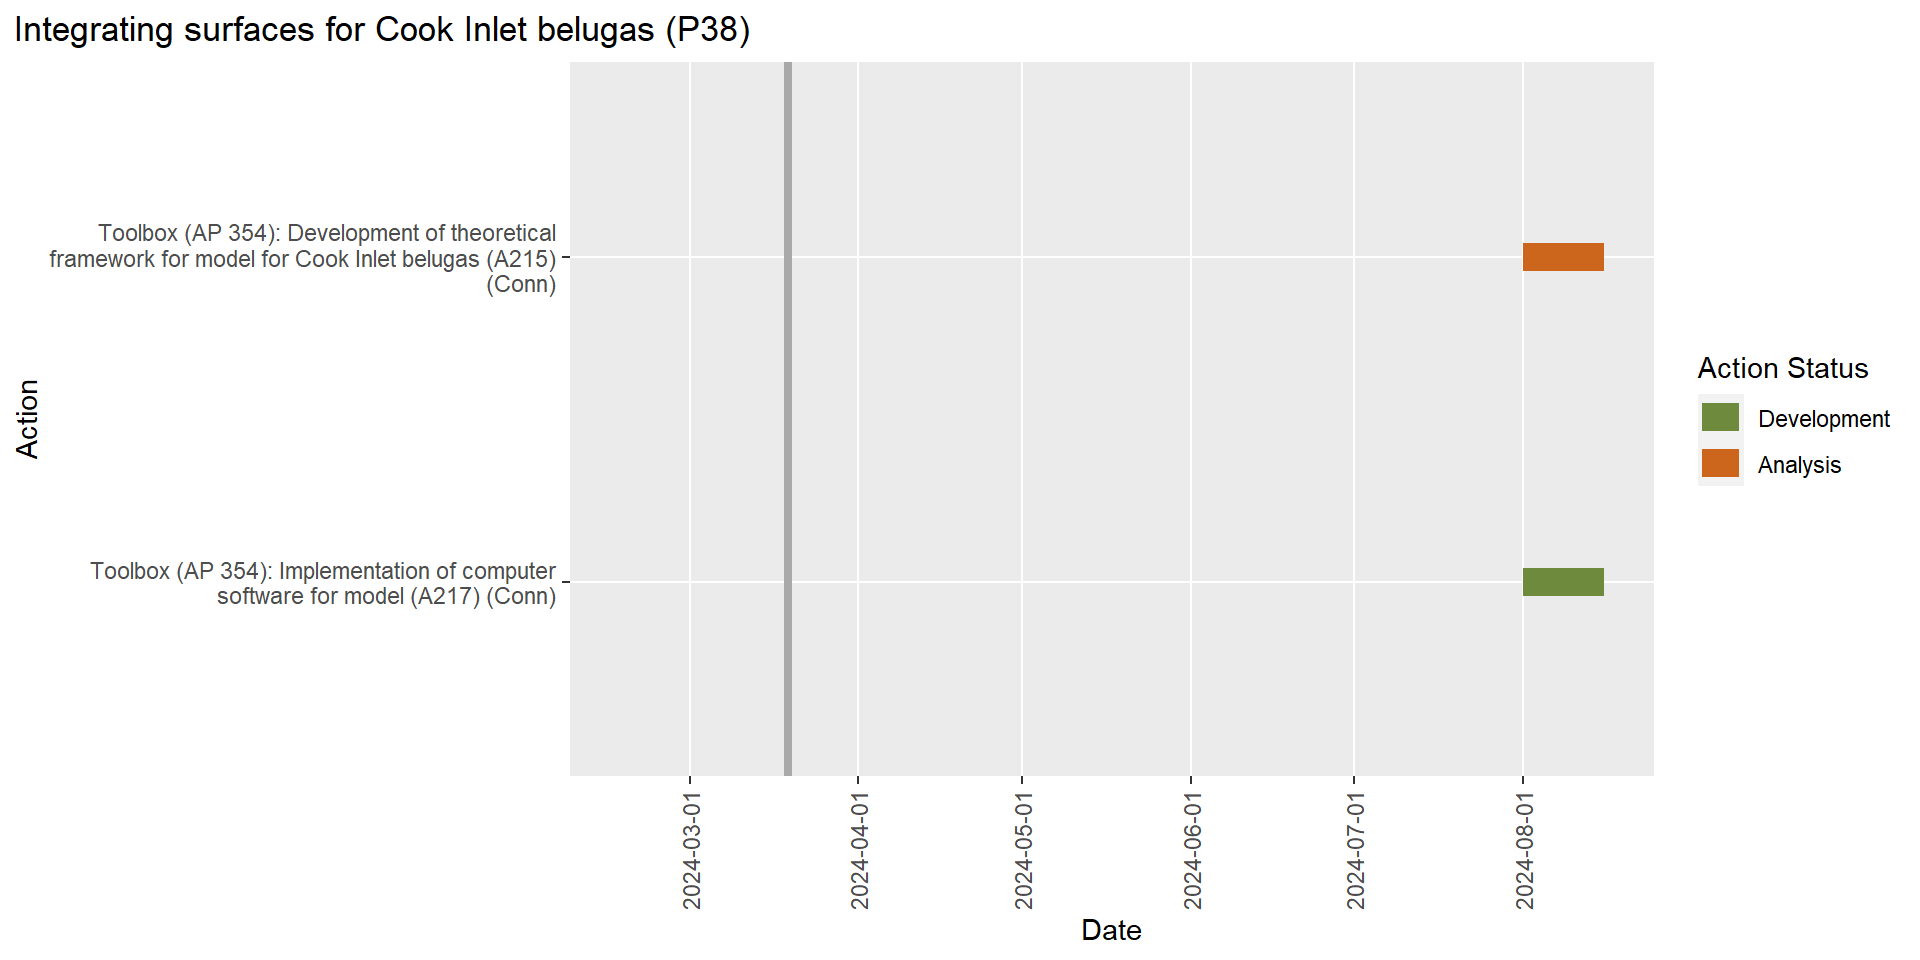 Integrating surfaces for Cook Inlet belugas (P38)
Toolbox (AP 354): Development of theoretical
framework for model for Cook Inlet belugas (A215)
(Conn)
Action
Toolbox (AP 354): Implementation of computer
software for model (A217) (Conn)
2024-03-01
2024-04-01
2024-05-01
2024-06-01
2024-07-01
2024-08-01
Date
Action Status
Development
Analysis